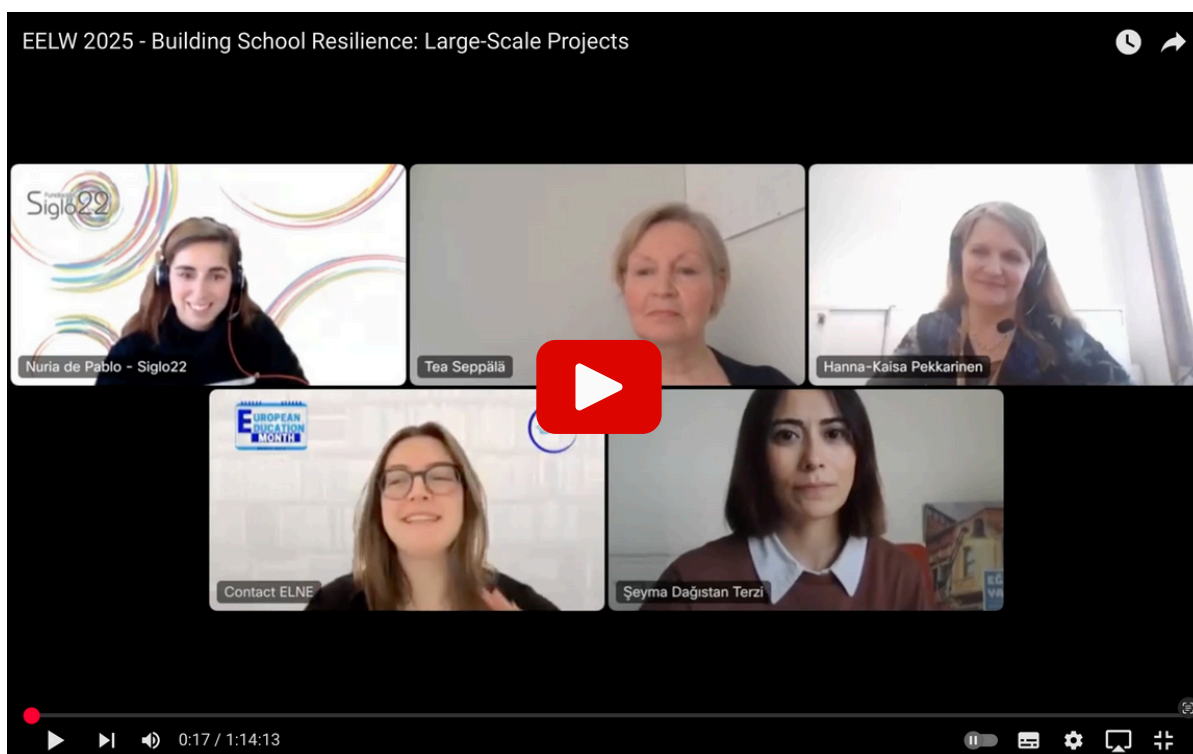 EELW 2025 - Building School Resilience: Large-Scale Projects
Fundación
Siglo22
Nuria de Pablo - Siglo22
Tea Seppälä
Hanna-Kaisa Pekkarinen
EUROPEAN
EDUCATION
MONTH
Contact ELNE
Şeyma Dağıstan Terzi
0:17 / 1:14:13